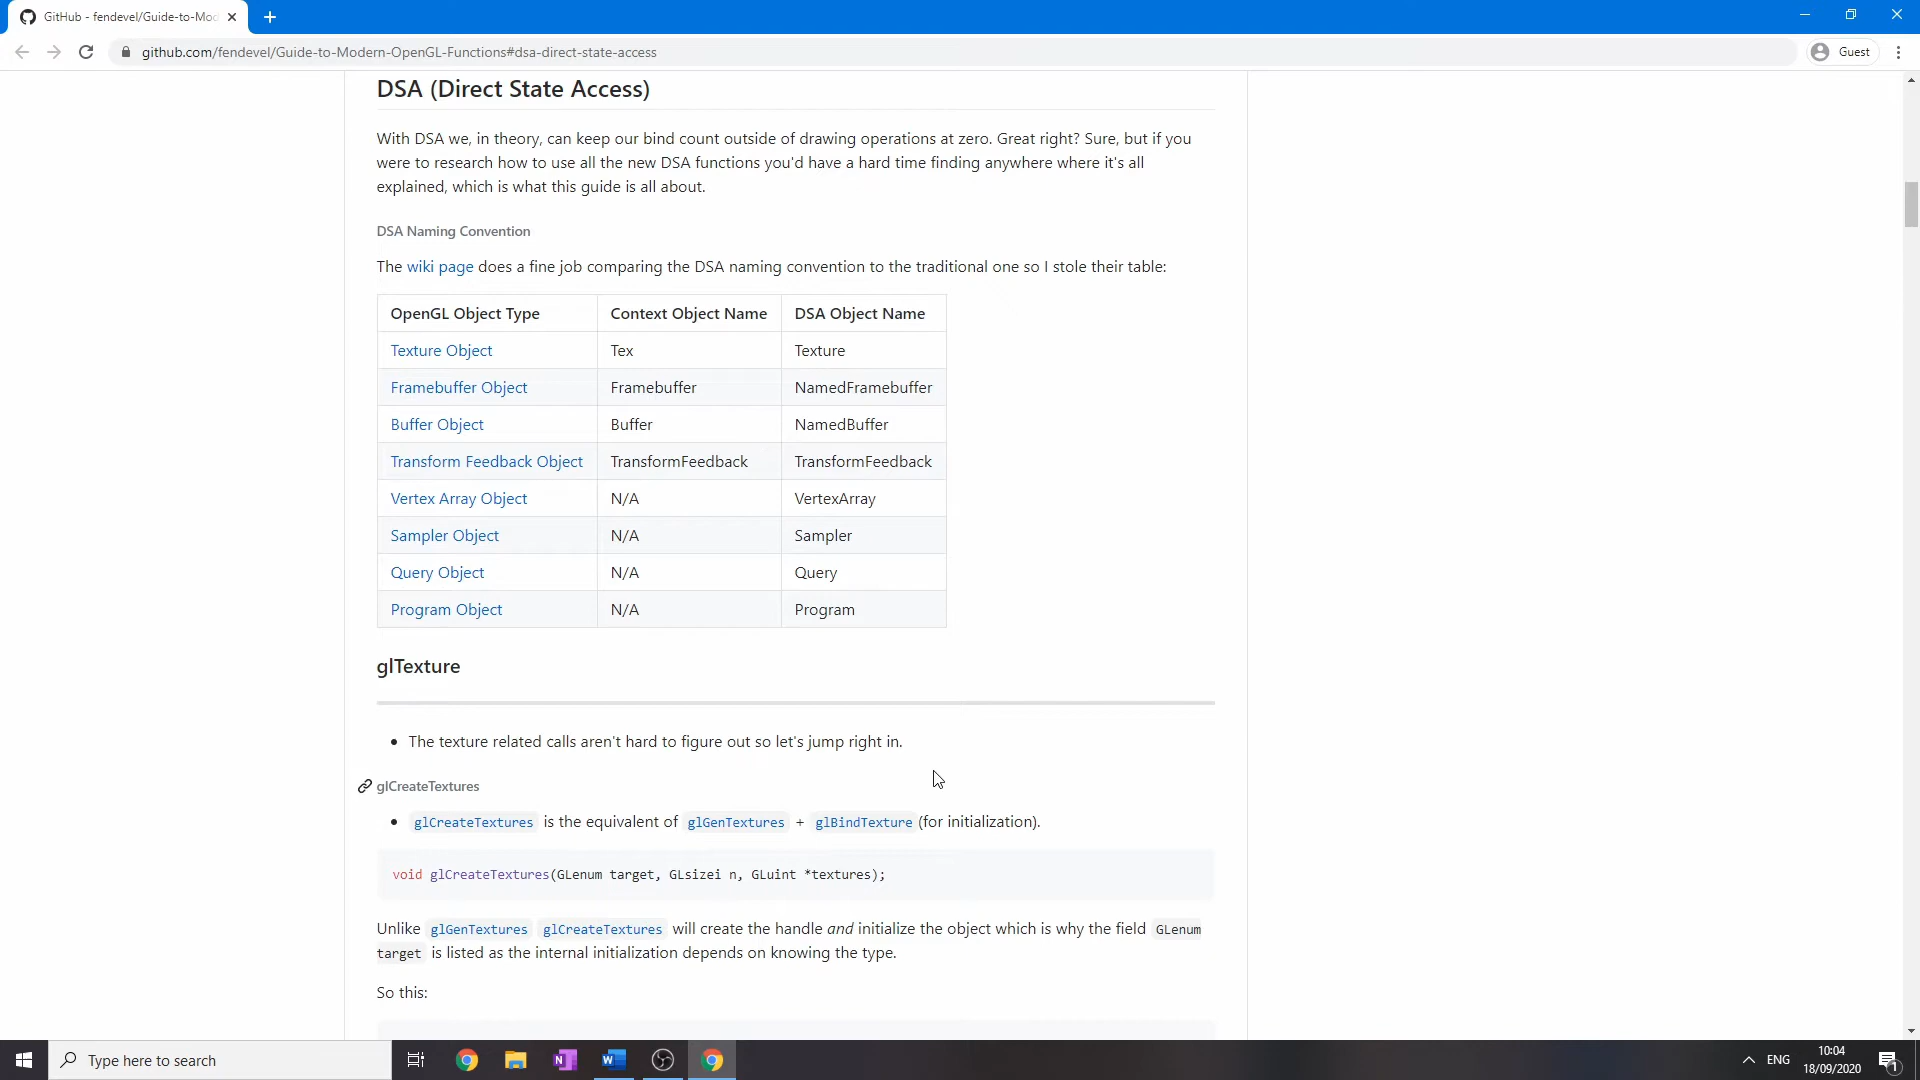 GitHub - fendevel/Guide-to-Mod
github.com/fendevel/Guide-to-Modern-OpenGL-Functions#dsa-direct-state-access
Guest
DSA (Direct State Access)
With DSA we, in theory, can keep our bind count outside of drawing operations at zero. Great right? Sure, but if you
were to research how to use all the new DSA functions you'd have a hard time finding anywhere where it's all
explained, which is what this guide is all about.
DSA Naming Convention
The wiki page does a fine job comparing the DSA naming convention to the traditional one so I stole their table:
OpenGL Object Type Context Object Name DSA Object Name
Texture Object Tex Texture
Framebuffer Object Framebuffer NamedFramebuffer
Buffer Object Buffer NamedBuffer
Transform Feedback Object TransformFeedback TransformFeedback
Vertex Array Object N/A VertexArray
Sampler Object N/A Sampler
Query Object N/A Query
Program Object N/A Program
glTexture
• The texture related calls aren't hard to figure out so let's jump right in.
glCreateTextures
• glCreateTextures is the equivalent of glGenTextures + glBindTexture (for initialization).
void glCreateTextures(GLenum target, GLsizei n, GLuint *textures);
Unlike glGenTextures glCreateTextures will create the handle and initialize the object which is why the field GLenum
target is listed as the internal initialization depends on knowing the type.
So this:
Type here to search
ENG
10:04
18/09/2020
1